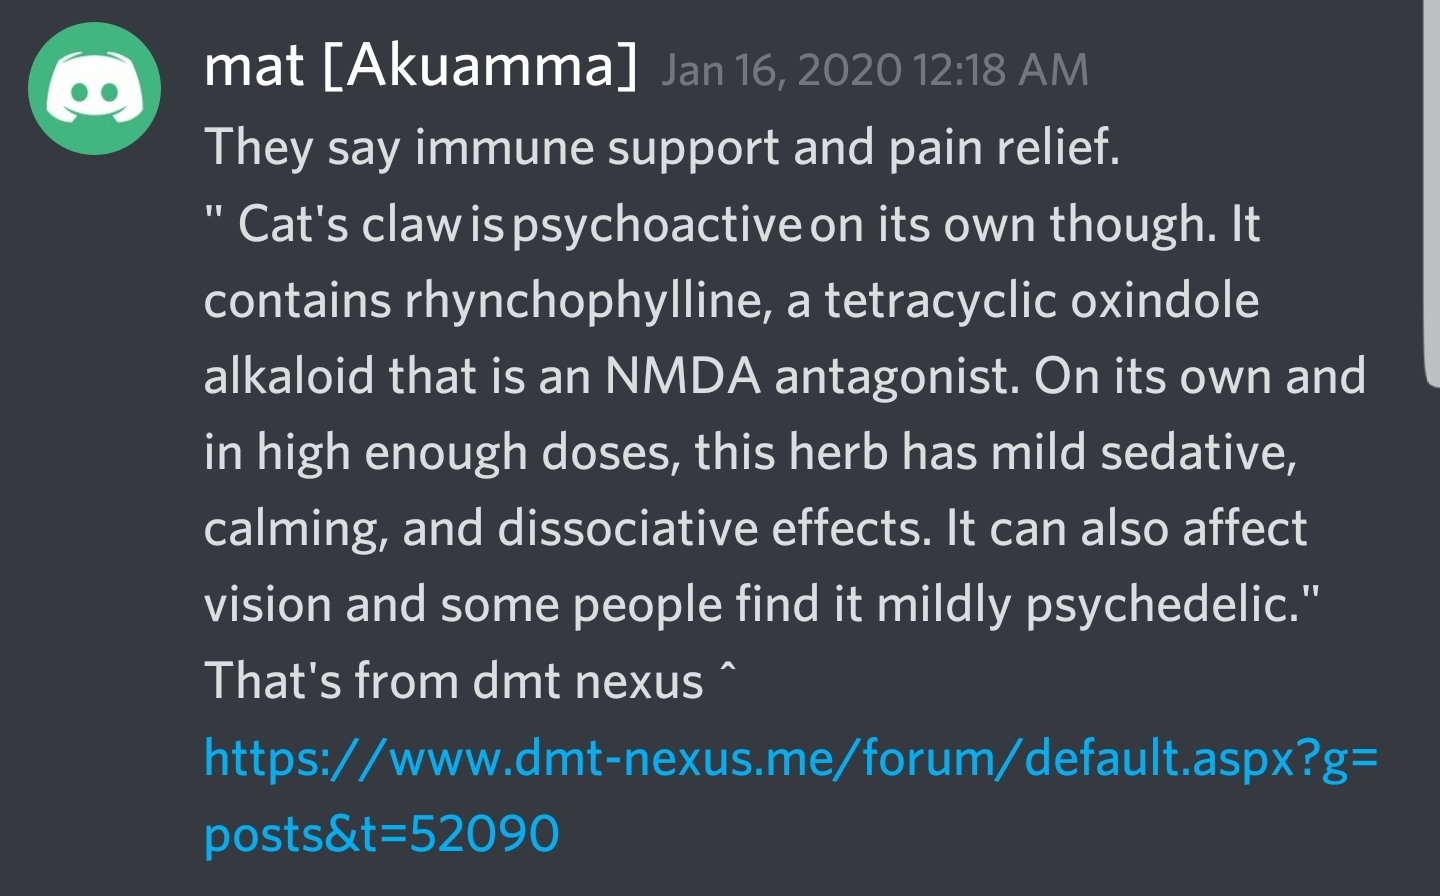 mat [Akuamma] Jan 16, 2020 12:18 AM
They say immune support and pain relief.
" Cat's claw is psychoactive on its own though. It
contains rhynchophylline, a tetracyclic oxindole
alkaloid that is an NMDA antagonist. On its own and
in high enough doses, this herb has mild sedative,
calming, and dissociative effects. It can also affect
vision and some people find it mildly psychedelic."
That's from dmt nexus ^
https://www.dmt-nexus.me/forum/default.aspx?g=
posts&t=52090